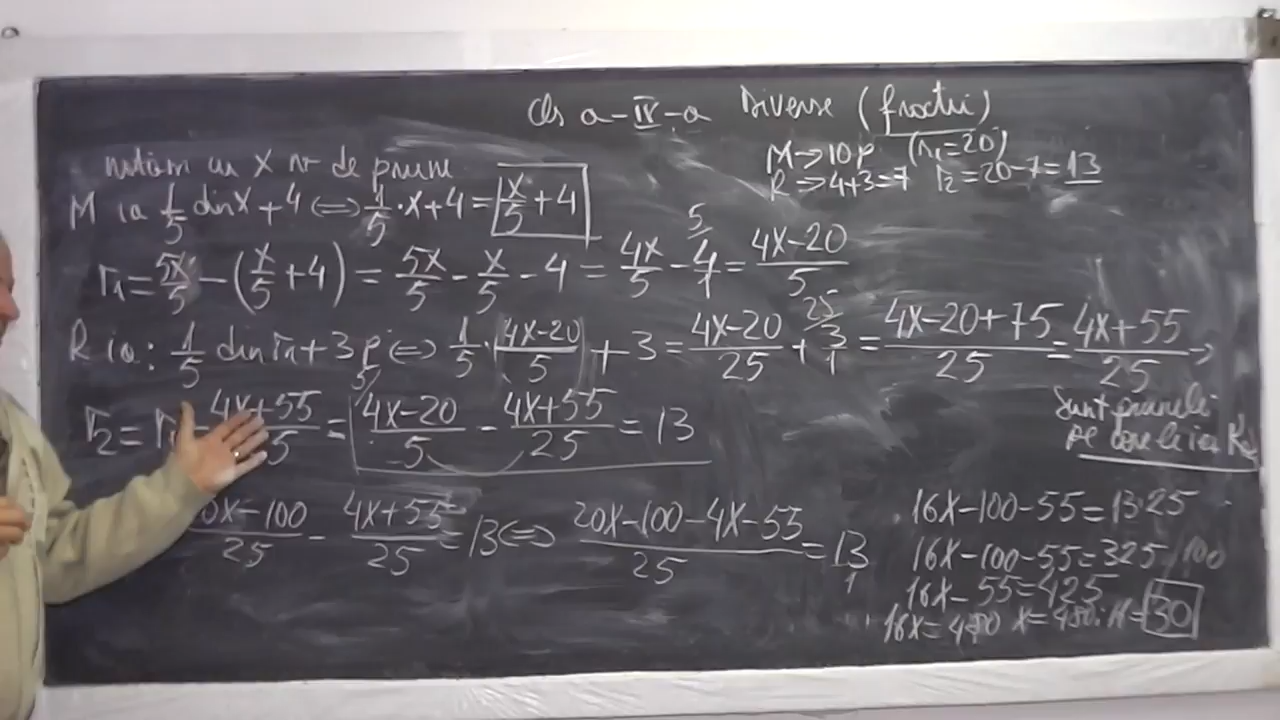 Cls a-IV-a Diverse (fracții)
M→10p (r₁=20)
R→4+3=7 r₂=20-7=13
notăm cu x nr de prune
M ia 1/5 din x+4 ⇔ 1/5·x+4 = x/5+4
r₁ = 5x/5 - (x/5+4) = 5x/5 - x/5 - 4 = 4x/5 - 4/1 = 4x-20/5
R ia: 1/5 din r₁+3p ⇔ 1/5·4x-20/5 + 3 = 4x-20/25 + 3/1 = 4x-20+75/25 = 4x+55/25 →
sunt prunele
pe care le ia R
r₂ = r₁ - 4x+55/5 = 4x-20/5 - 4x+55/25 = 13
0x-100/25 - 4x+55/25 = 13 ⇔ 20x-100-4x-55/25 = 13/1
16x-100-55=13·25
16x-100-55=325 /100
16x-55=425
16x=480 x=480:16=30